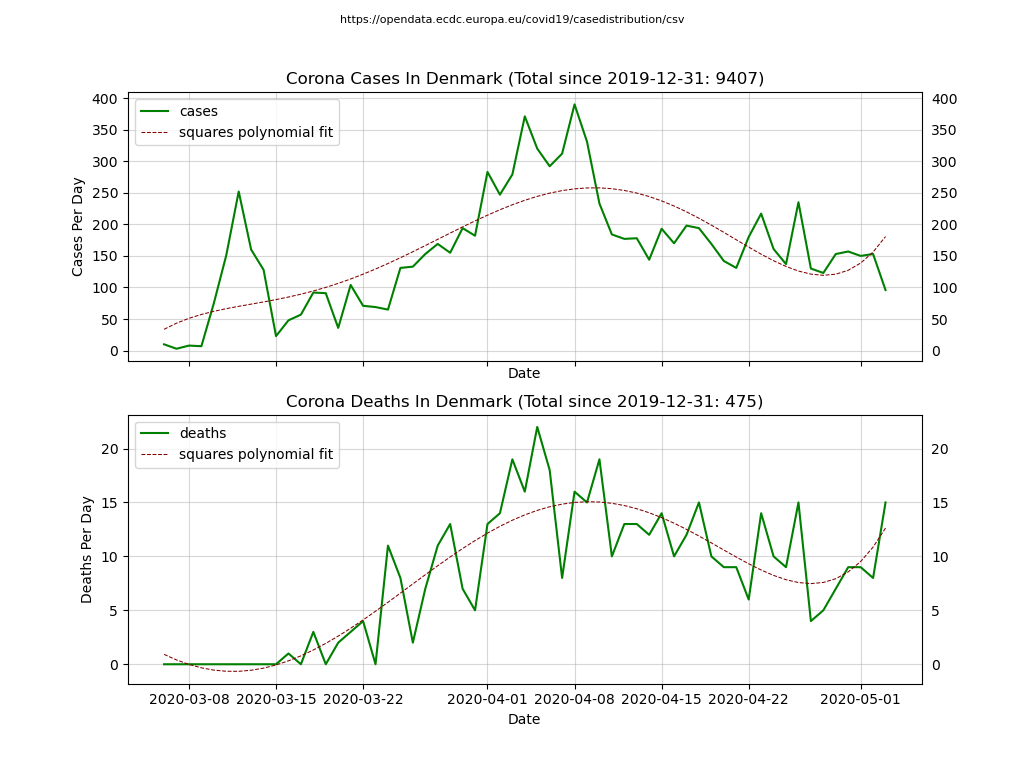 https://opendata.ecdc.europa.eu/covid19/casedistribution/csv
Corona Cases In Denmark (Total since 2019-12-31: 9407)
cases
squares polynomial fit
Cases Per Day
400
350
300
250
200
150
100
50
0
400
350
300
250
200
150
100
50
0
Date
Corona Deaths In Denmark (Total since 2019-12-31: 475)
deaths
squares polynomial fit
Deaths Per Day
20
15
10
5
0
20
15
10
5
0
2020-03-08 2020-03-15 2020-03-22 2020-04-01 2020-04-08 2020-04-15 2020-04-22 2020-05-01
Date